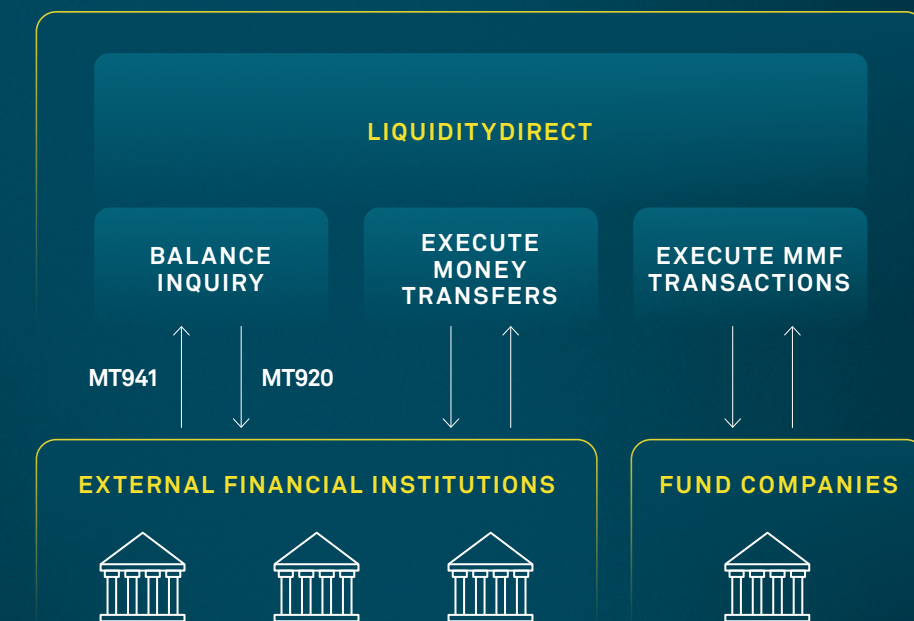 LIQUIDITYDIRECT
BALANCE
INQUIRY
EXECUTE
MONEY
TRANSFERS
EXECUTE MMF
TRANSACTIONS
MT941
MT920
EXTERNAL FINANCIAL INSTITUTIONS
FUND COMPANIES